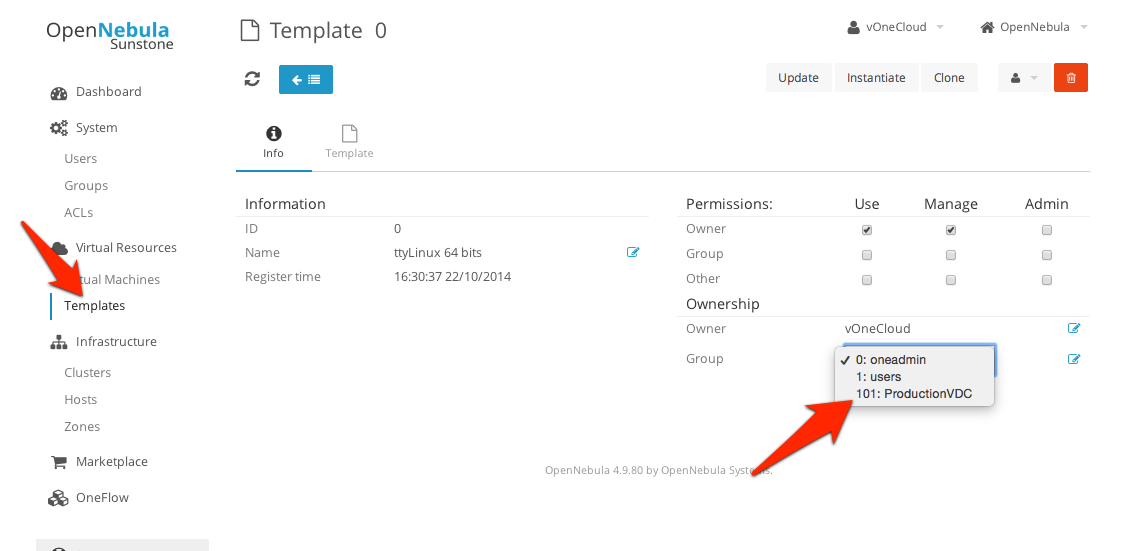 OpenNebula
Sunstone
Template 0
vOneCloud
OpenNebula
Update
Instantiate
Clone
Dashboard
System
Users
Groups
ACLs
Virtual Resources
tual Machines
Templates
Infrastructure
Clusters
Hosts
Zones
Marketplace
OneFlow
Info
Template
Information
ID 0
Name ttyLinux 64 bits
Register time 16:30:37 22/10/2014
Permissions: Use Manage Admin
Owner
Group
Other
Ownership
Owner vOneCloud
Group
0: oneadmin
1: users
101: ProductionVDC
OpenNebula 4.9.80 by OpenNebula Systems.